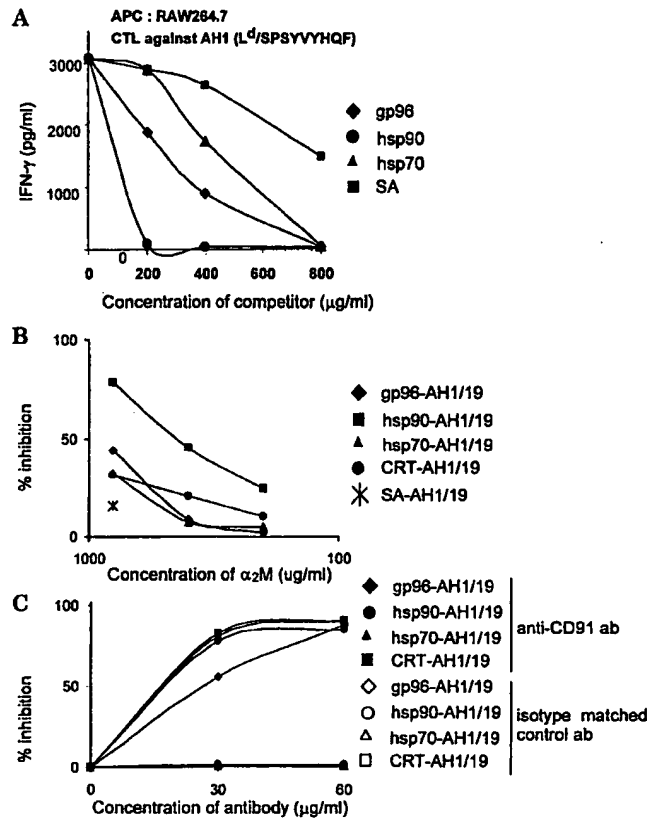 A
APC : RAW264.7
CTL against AH1 (Lᵈ/SPSYVYHQF)
3000
2000
1000
0
IFN-γ (pg/ml)
0 200 400 600 800
Concentration of competitor (μg/ml)
gp96
hsp90
hsp70
SA
B
100
50
0
% inhibition
1000 100
Concentration of α₂M (ug/ml)
gp96-AH1/19
hsp90-AH1/19
hsp70-AH1/19
CRT-AH1/19
SA-AH1/19
C
100
50
0
% inhibition
0 30 60
Concentration of antibody (μg/ml)
gp96-AH1/19
hsp90-AH1/19
hsp70-AH1/19
CRT-AH1/19
anti-CD91 ab
gp96-AH1/19
hsp90-AH1/19
hsp70-AH1/19
CRT-AH1/19
isotype matched
control ab